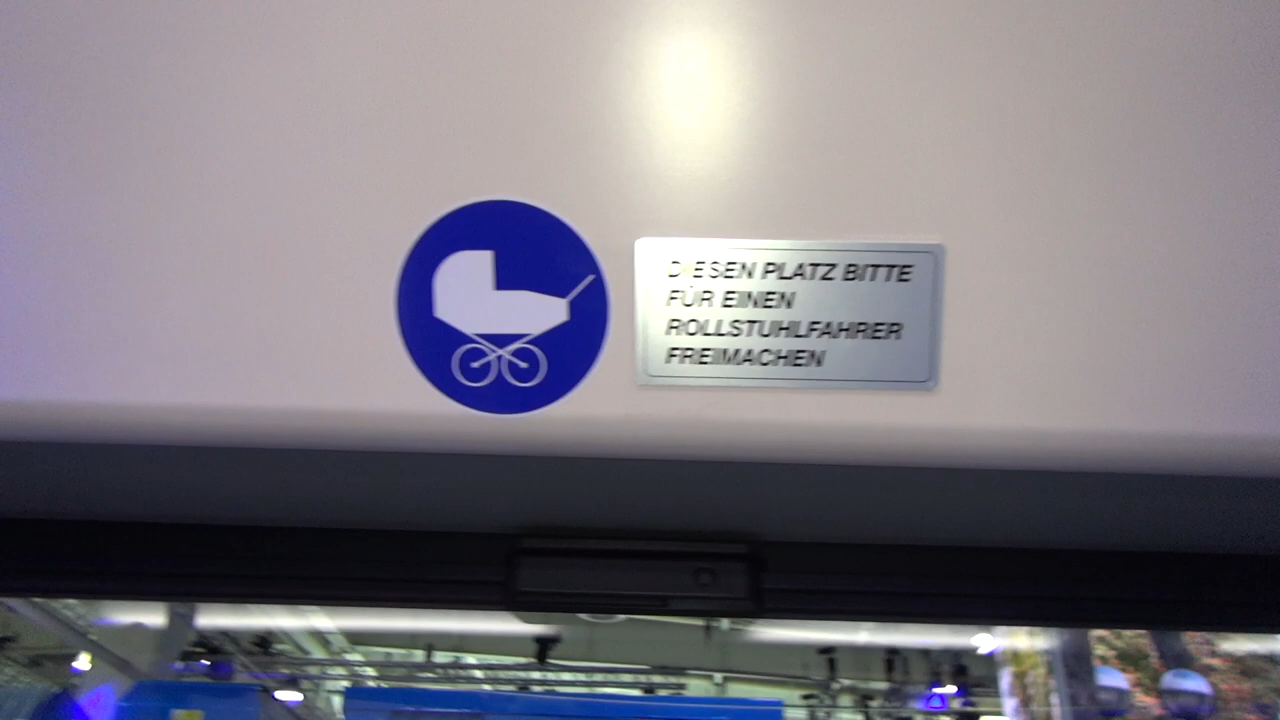 DIESEN PLATZ BITTE
FÜR EINEN
ROLLSTUHLFAHRER
FREIMACHEN